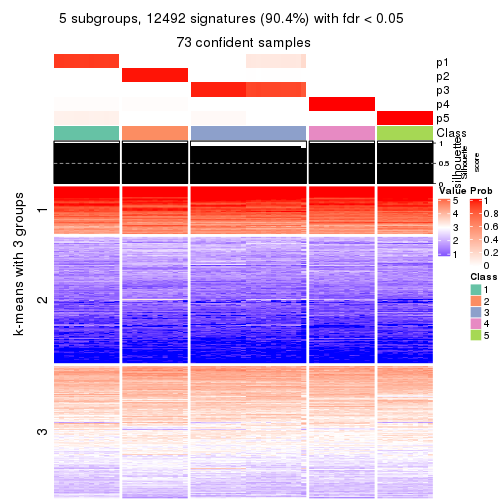 5 subgroups, 12492 signatures (90.4%) with fdr < 0.05
73 confident samples
p1
p2
p3
p4
p5
Class
1
0.5
0
silhouette
Silhouette
score
k-means with 3 groups
1
2
3
Value
5
4
3
2
1
Prob
1
0.8
0.6
0.4
0.2
0
Class
1
2
3
4
5